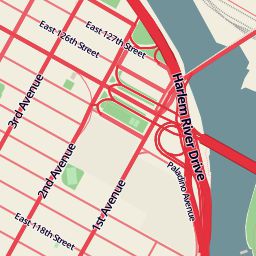 East 127th Street
East 126th Street
Harlem River Drive
3rd Avenue
2nd Avenue
1st Avenue
Paladino Avenue
East 118th Street